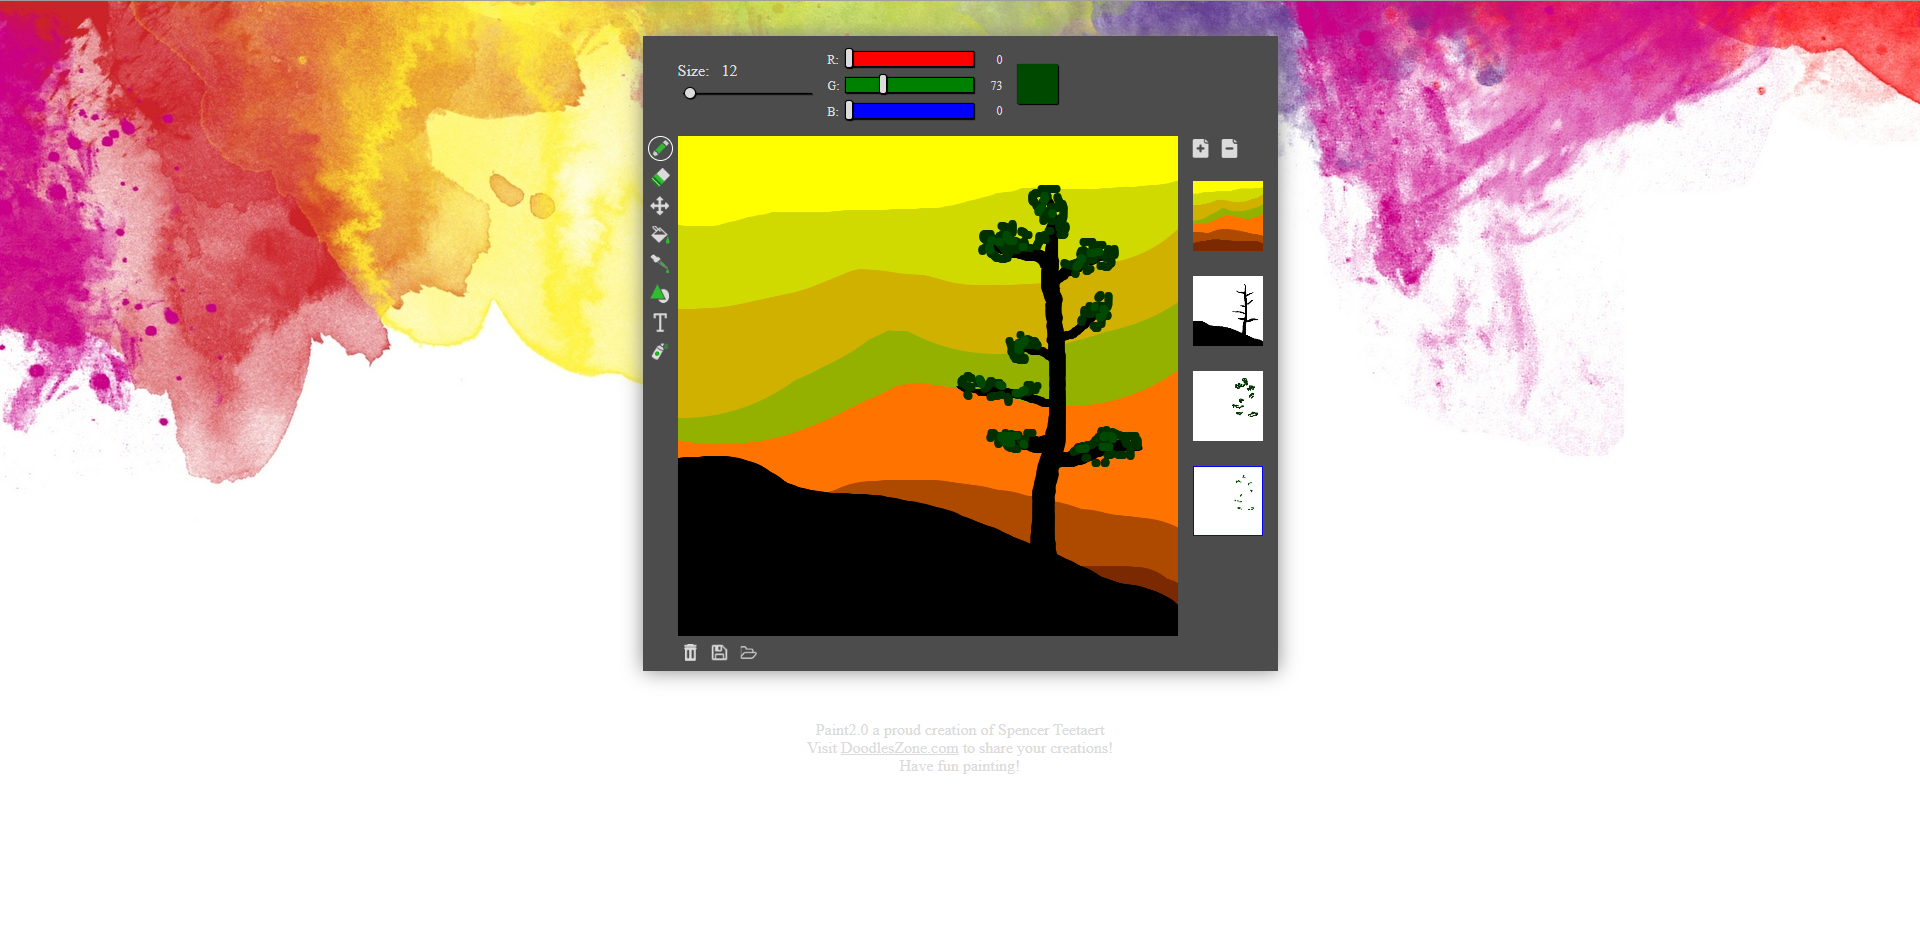 Size: 12
R: 0
G: 73
B: 0
T
Paint2.0 a proud creation of Spencer Teetaert
Visit DoodlesZone.com to share your creations!
Have fun painting!